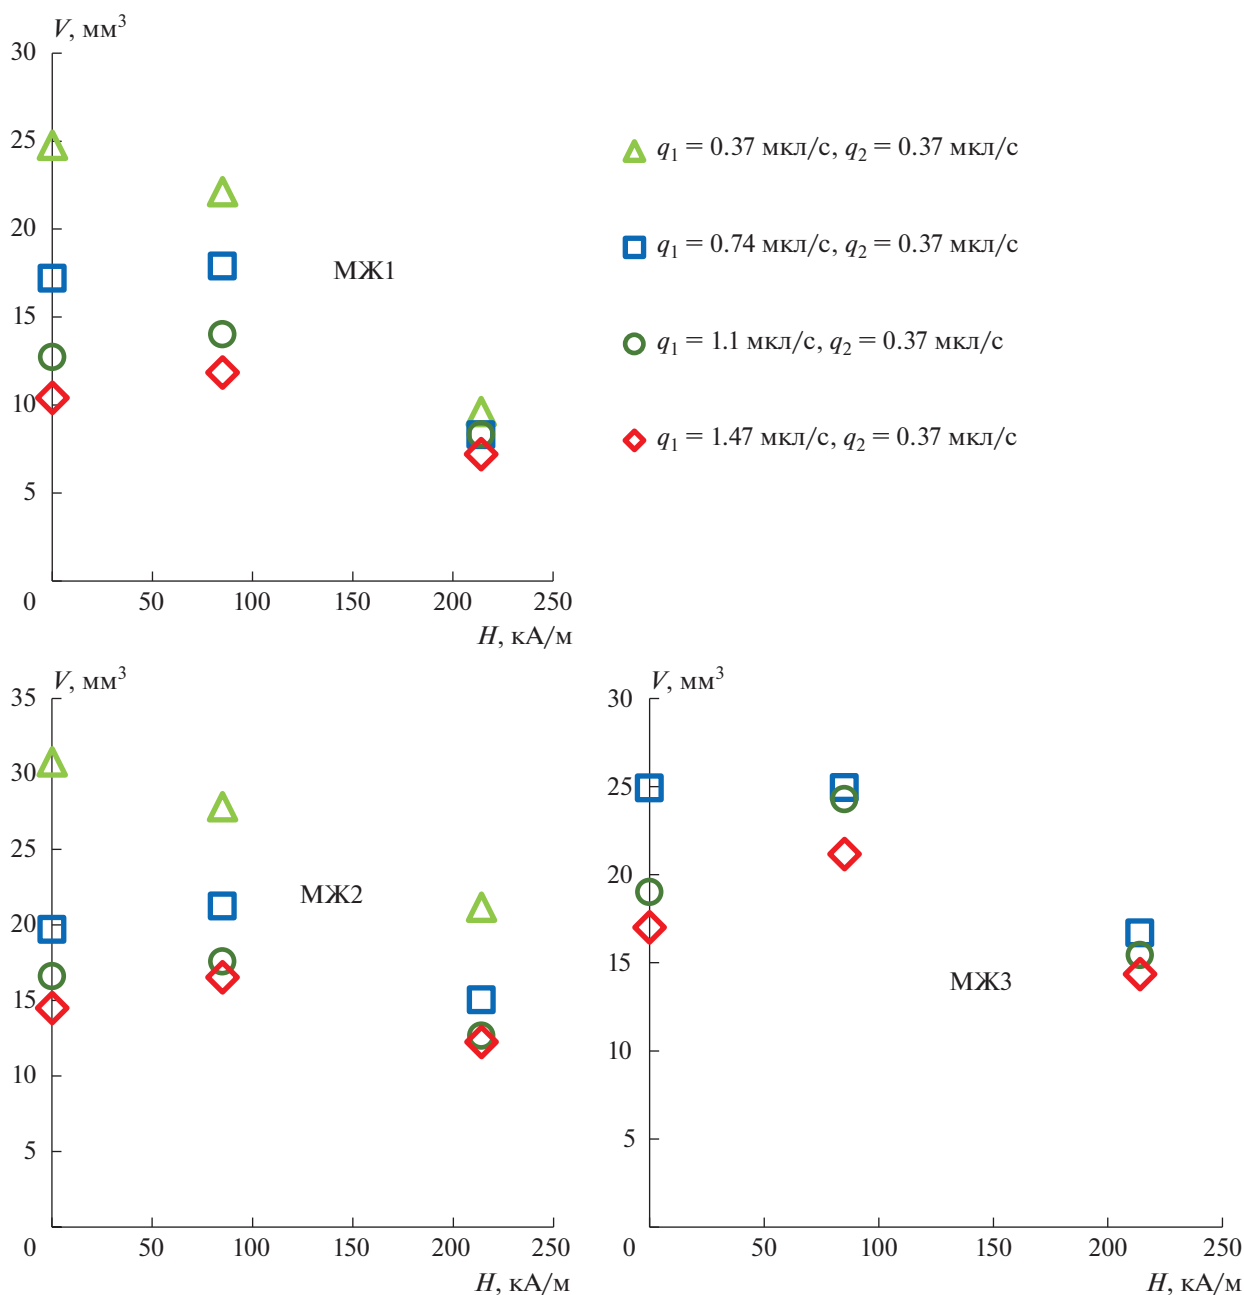 V, мм³
30
25
20
15
10
5
0 50 100 150 200 250
H, кА/м
МЖ1
q₁ = 0.37 мкл/с, q₂ = 0.37 мкл/с
q₁ = 0.74 мкл/с, q₂ = 0.37 мкл/с
q₁ = 1.1 мкл/с, q₂ = 0.37 мкл/с
q₁ = 1.47 мкл/с, q₂ = 0.37 мкл/с
V, мм³
35
30
25
20
15
10
5
0 50 100 150 200 250
H, кА/м
МЖ2
V, мм³
30
25
20
15
10
5
0 50 100 150 200 250
H, кА/м
МЖ3